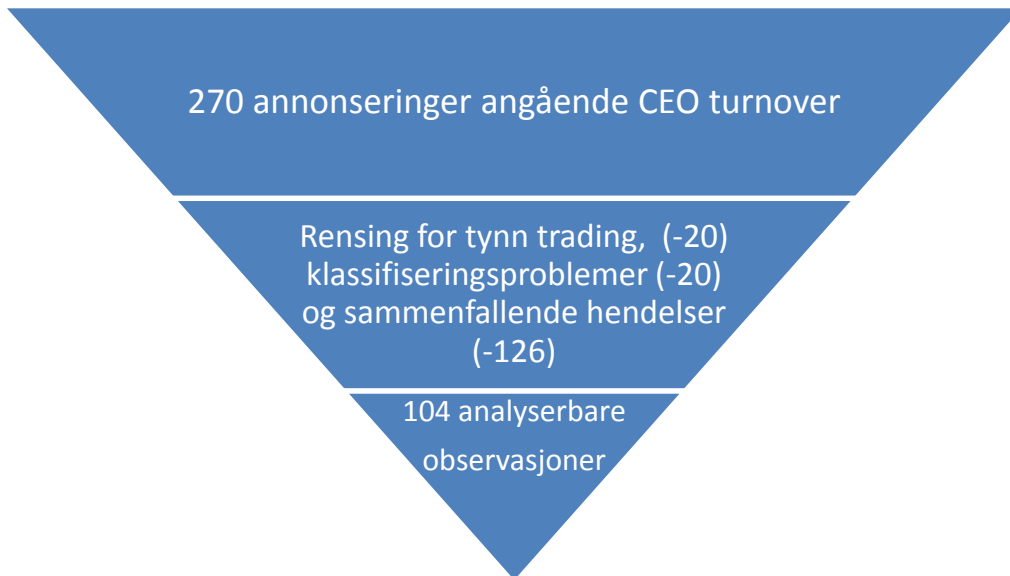 270 annonseringer angående CEO turnover
Rensing for tynn trading,  (-20)
klassifiseringsproblemer (-20)
og sammenfallende hendelser
(-126)
104 analyserbare
observasjoner